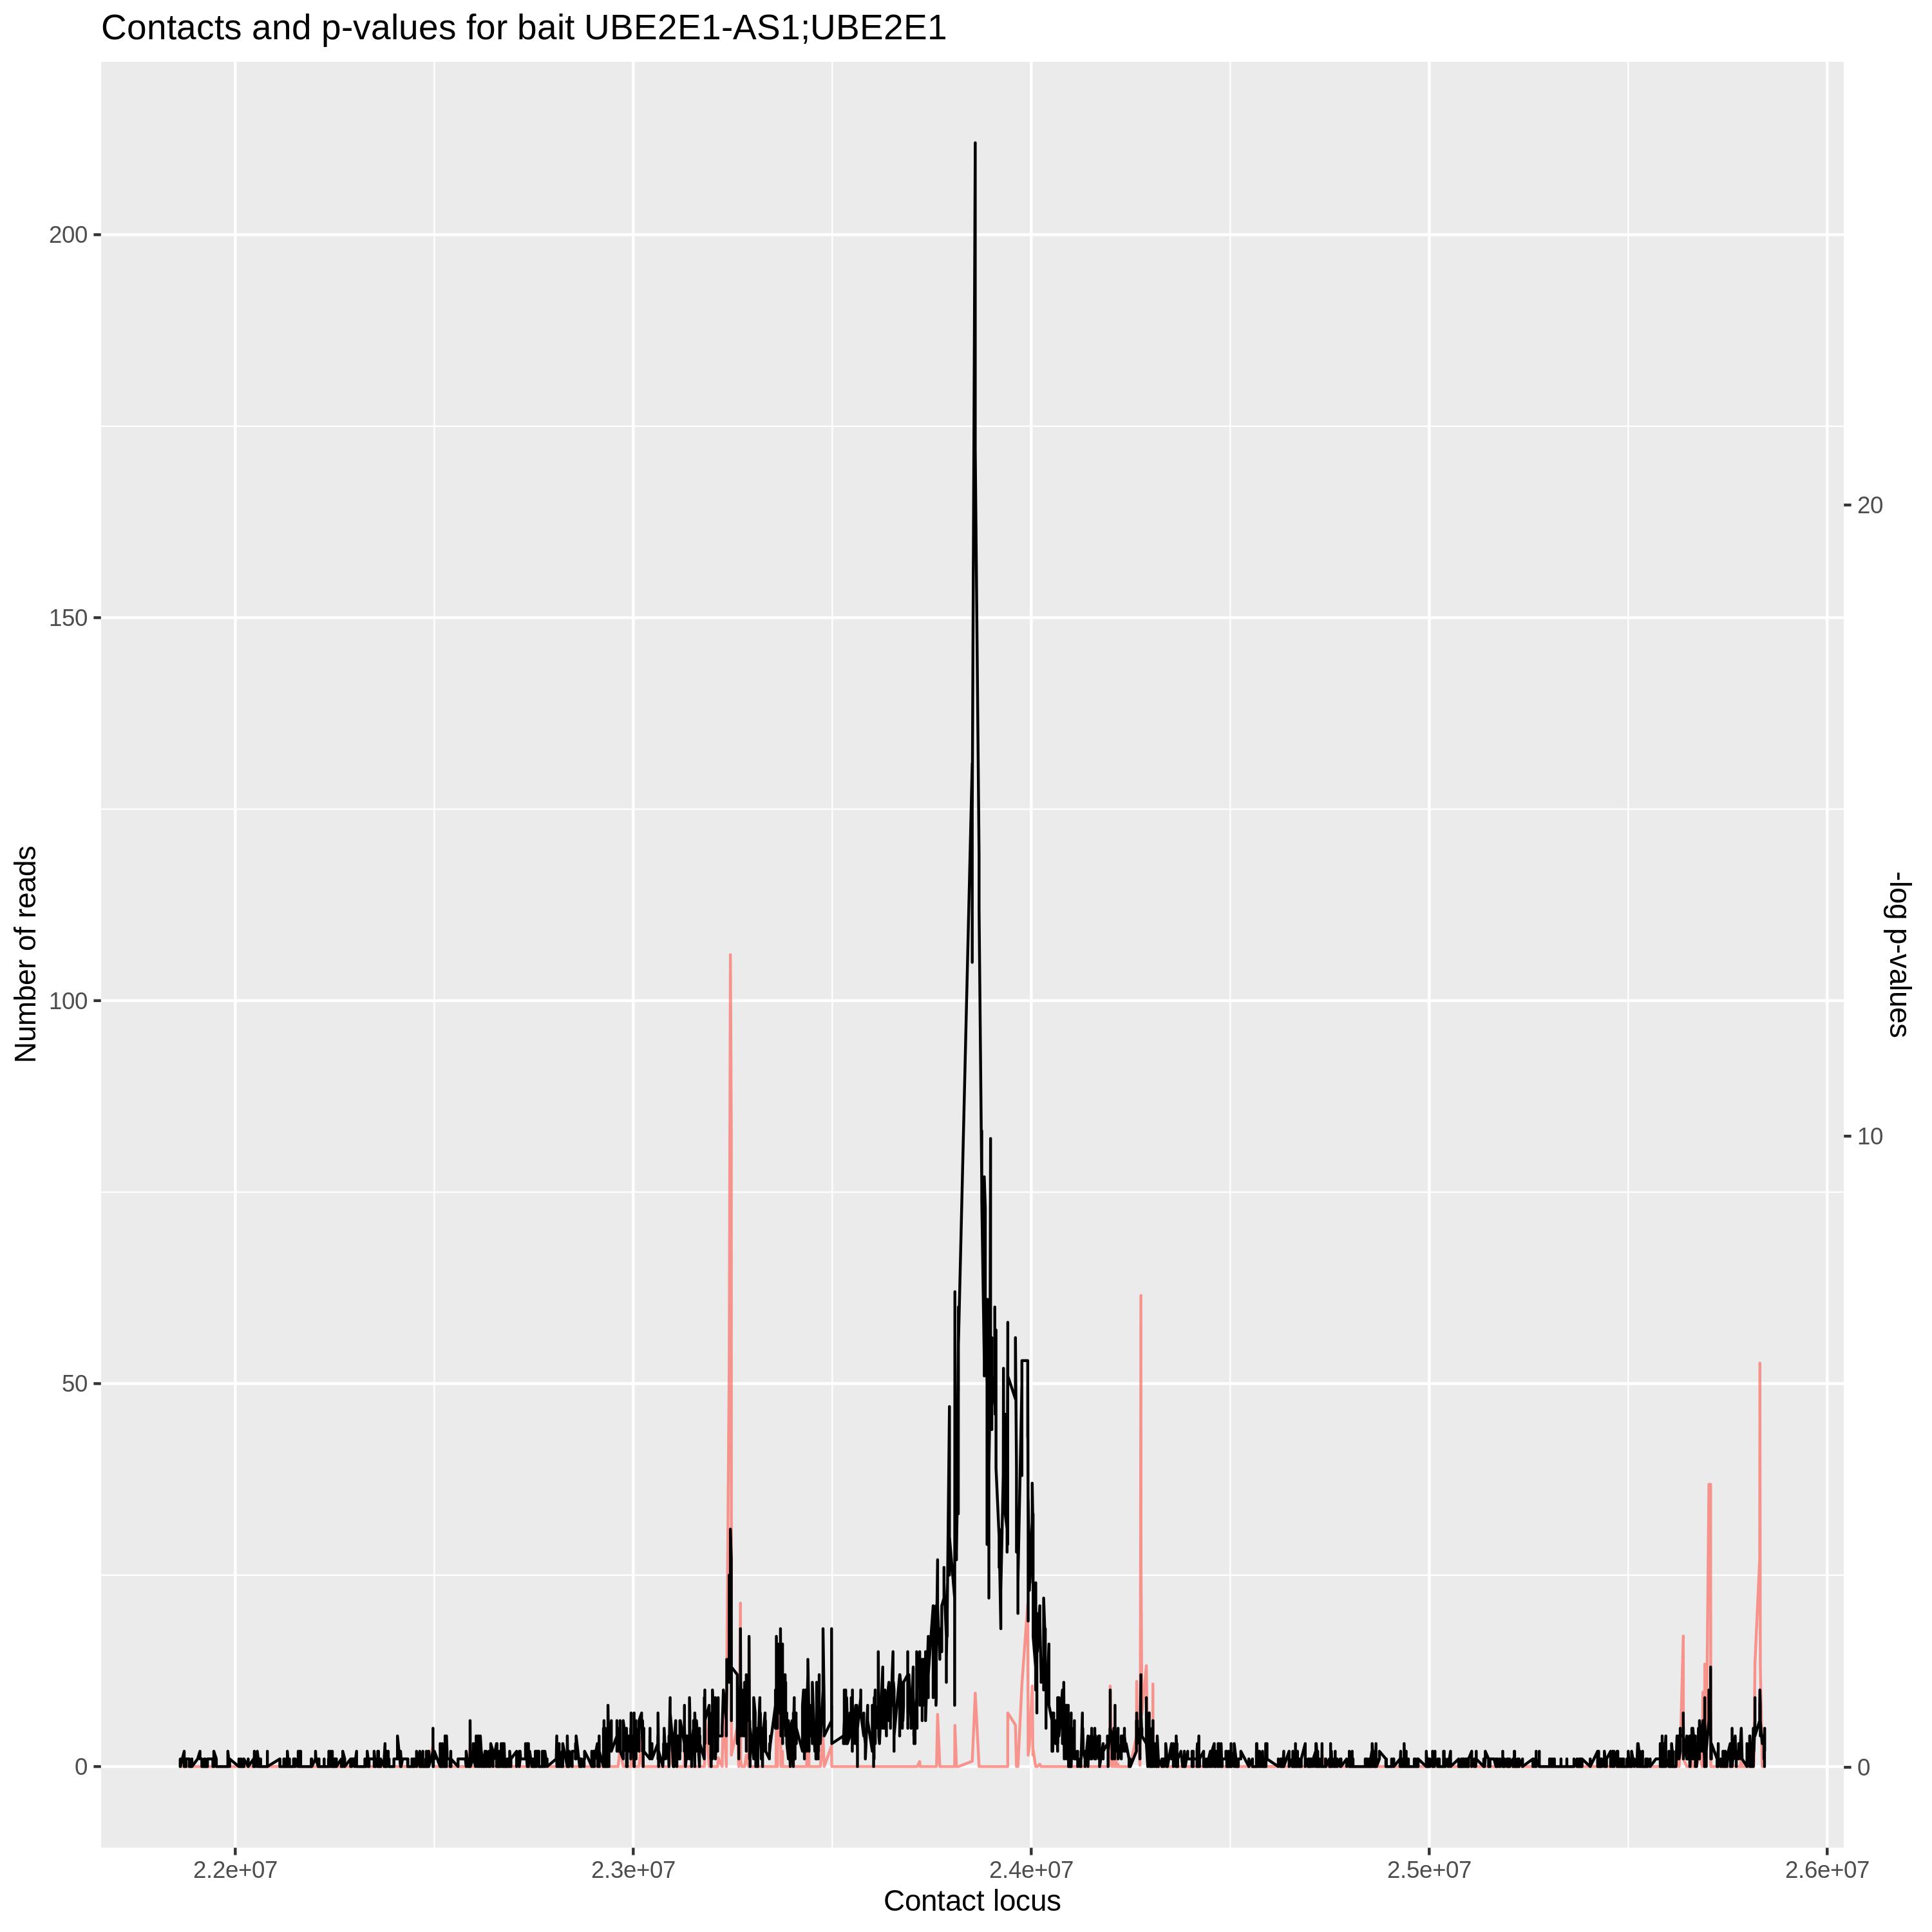 Contacts and p-values for bait UBE2E1-AS1;UBE2E1
200
150
100
50
0
Number of reads
20
10
0
-log p-values
2.2e+07
2.3e+07
2.4e+07
2.5e+07
2.6e+07
Contact locus